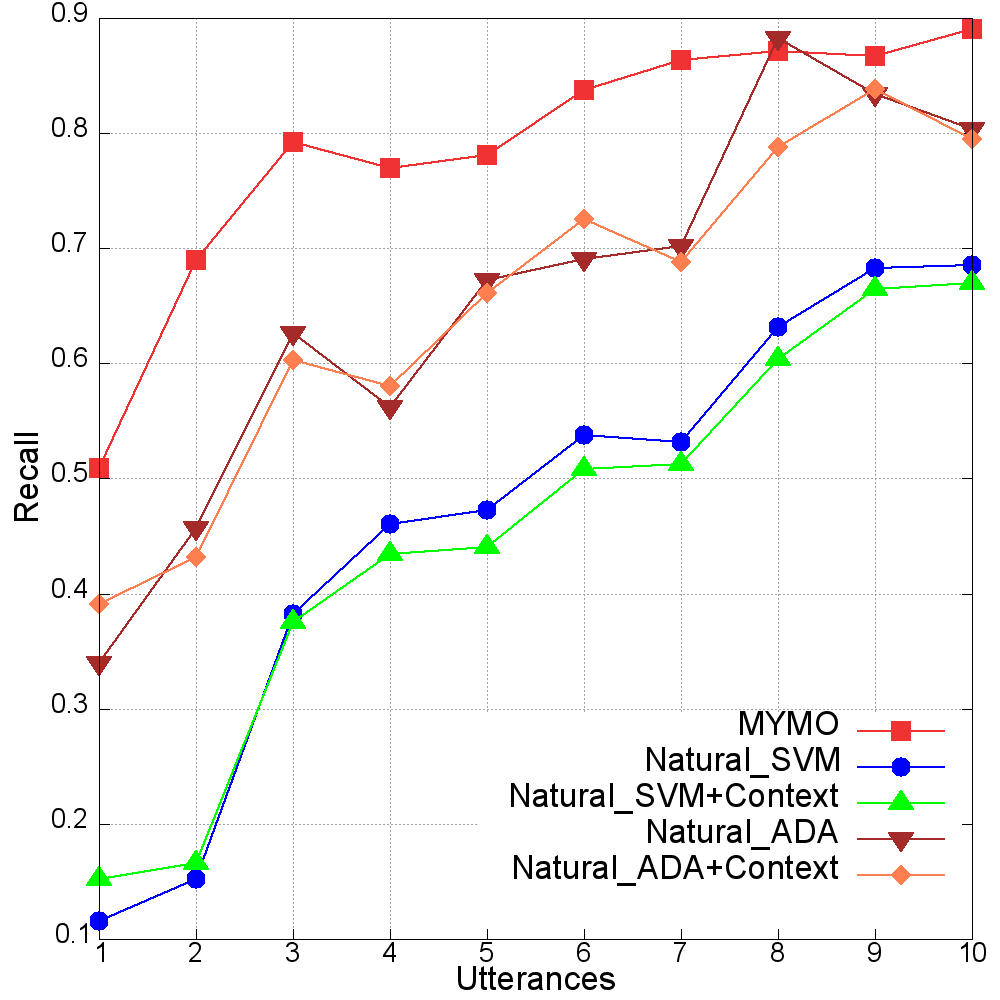 0.9
0.8
0.7
0.6
0.5
0.4
0.3
0.2
0.1
Recall
MYMO
Natural_SVM
Natural_SVM+Context
Natural_ADA
Natural_ADA+Context
1 2 3 4 5 6 7 8 9 10
Utterances